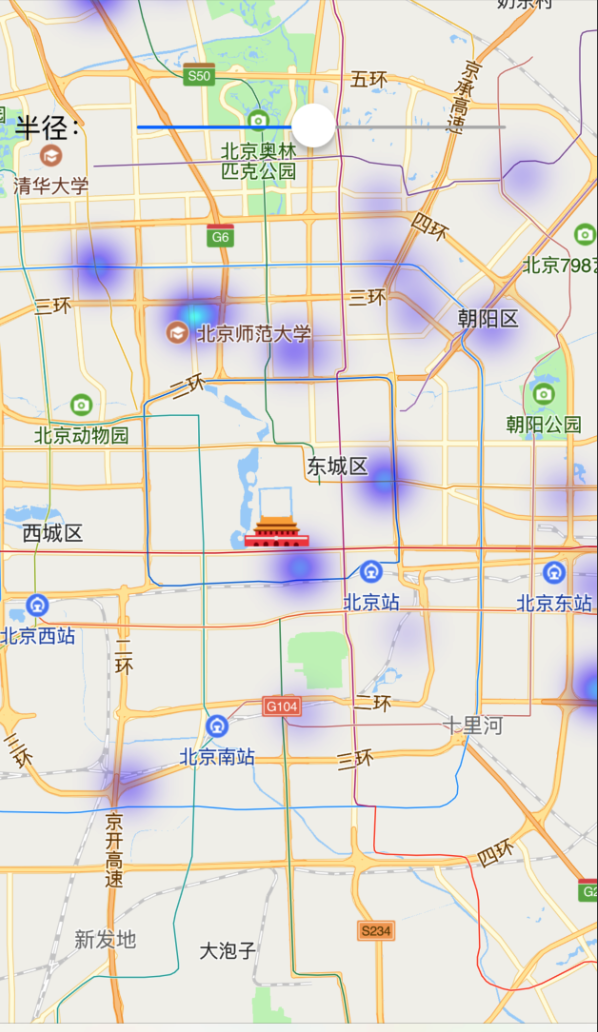 奶东村
S50
五环
京承高速
半径：
北京奥林
匹克公园
清华大学
四环
G6
北京798艺
三环
三环
朝阳区
北京师范大学
二环
朝阳公园
北京动物园
东城区
西城区
北京站
北京东站
北京西站
二环
G104
二环
十里河
北京南站
三环
三环
京开高速
四环
G2
S234
新发地
大泡子